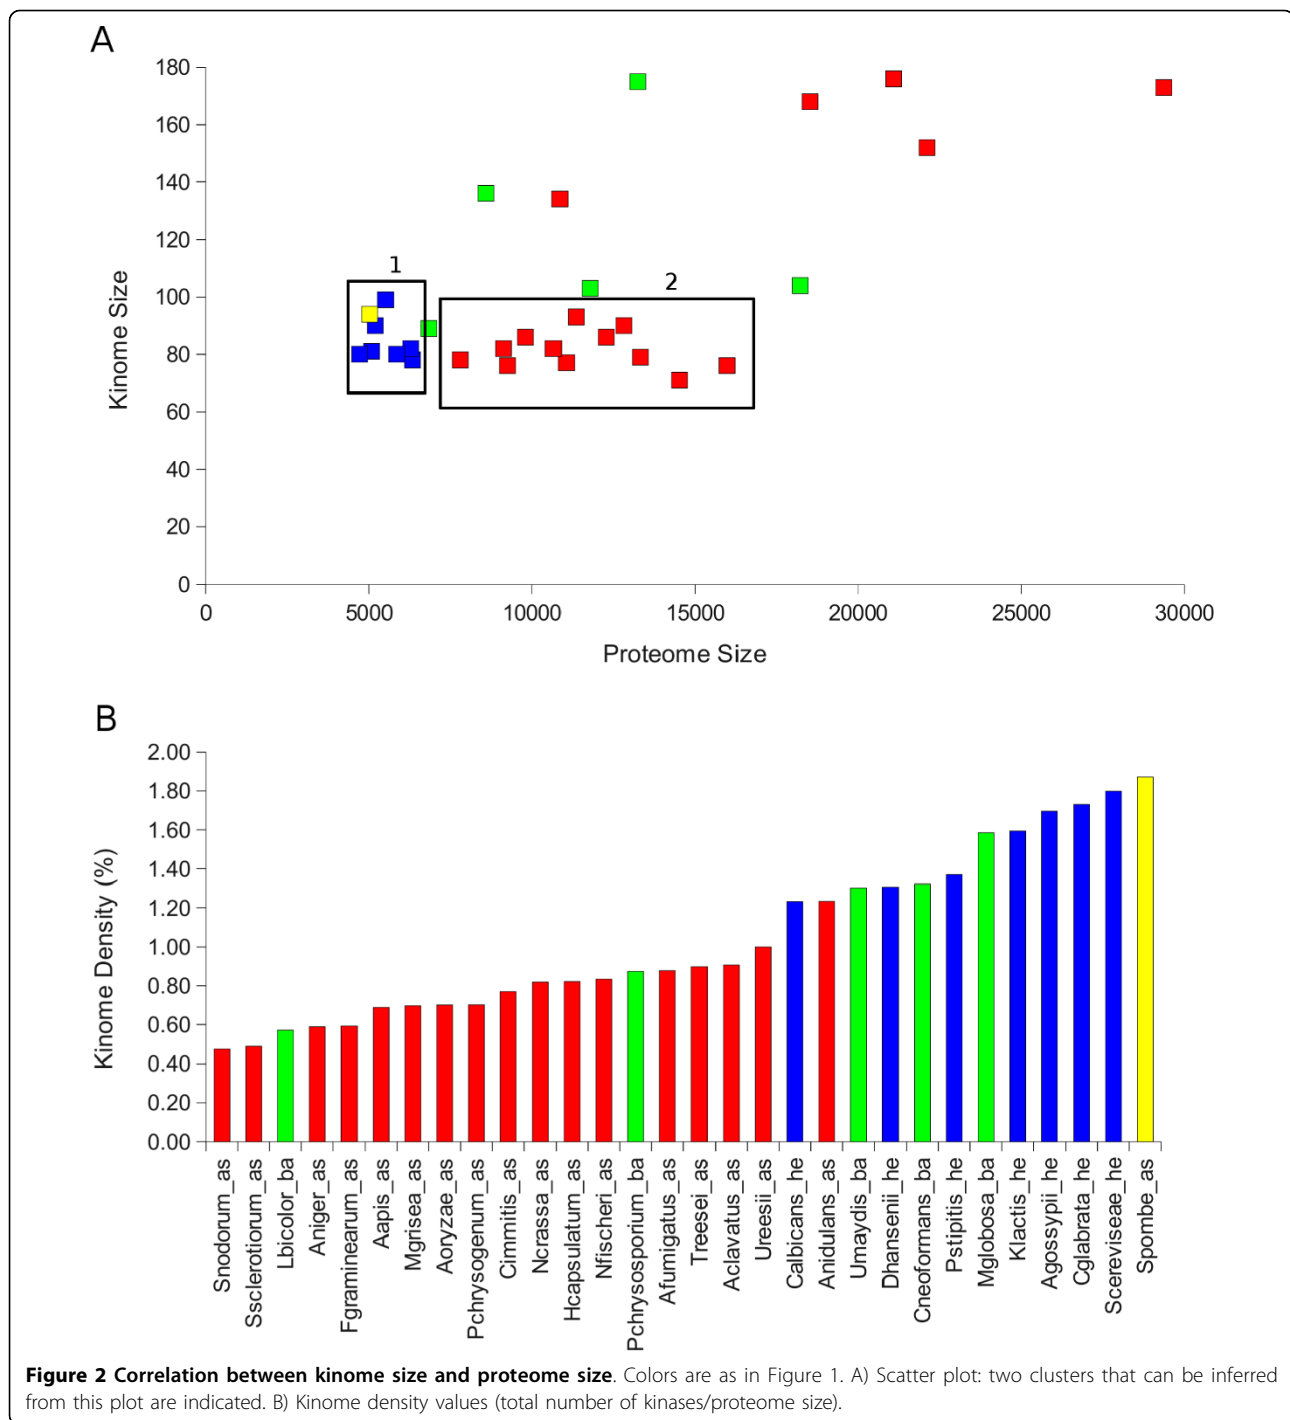 A
180
160
140
120
100
80
60
40
20
0
Kinome Size
1
2
0 5000 10000 15000 20000 25000 30000
Proteome Size
B
2.00
1.80
1.60
1.40
1.20
1.00
0.80
0.60
0.40
0.20
0.00
Kinome Density (%)
Snodorum_as
Ssclerotiorum_as
Lbicolor_ba
Aniger_as
Fgraminearum_as
Aapis_as
Mgrisea_as
Aoryzae_as
Pchrysogenum_as
Cimmitis_as
Ncrassa_as
Hcapsulatum_as
Nfischeri_as
Pchrysosporium_ba
Afumigatus_as
Treesei_as
Aclavatus_as
Ureesii_as
Calbicans_he
Anidulans_as
Umaydis_ba
Dhansenii_he
Cneoformans_ba
Pstipitis_he
Mglobosa_ba
Klactis_he
Agossypii_he
Cglabrata_he
Scereviseae_he
Spombe_as
Figure 2 Correlation between kinome size and proteome size. Colors are as in Figure 1. A) Scatter plot: two clusters that can be inferred
from this plot are indicated. B) Kinome density values (total number of kinases/proteome size).